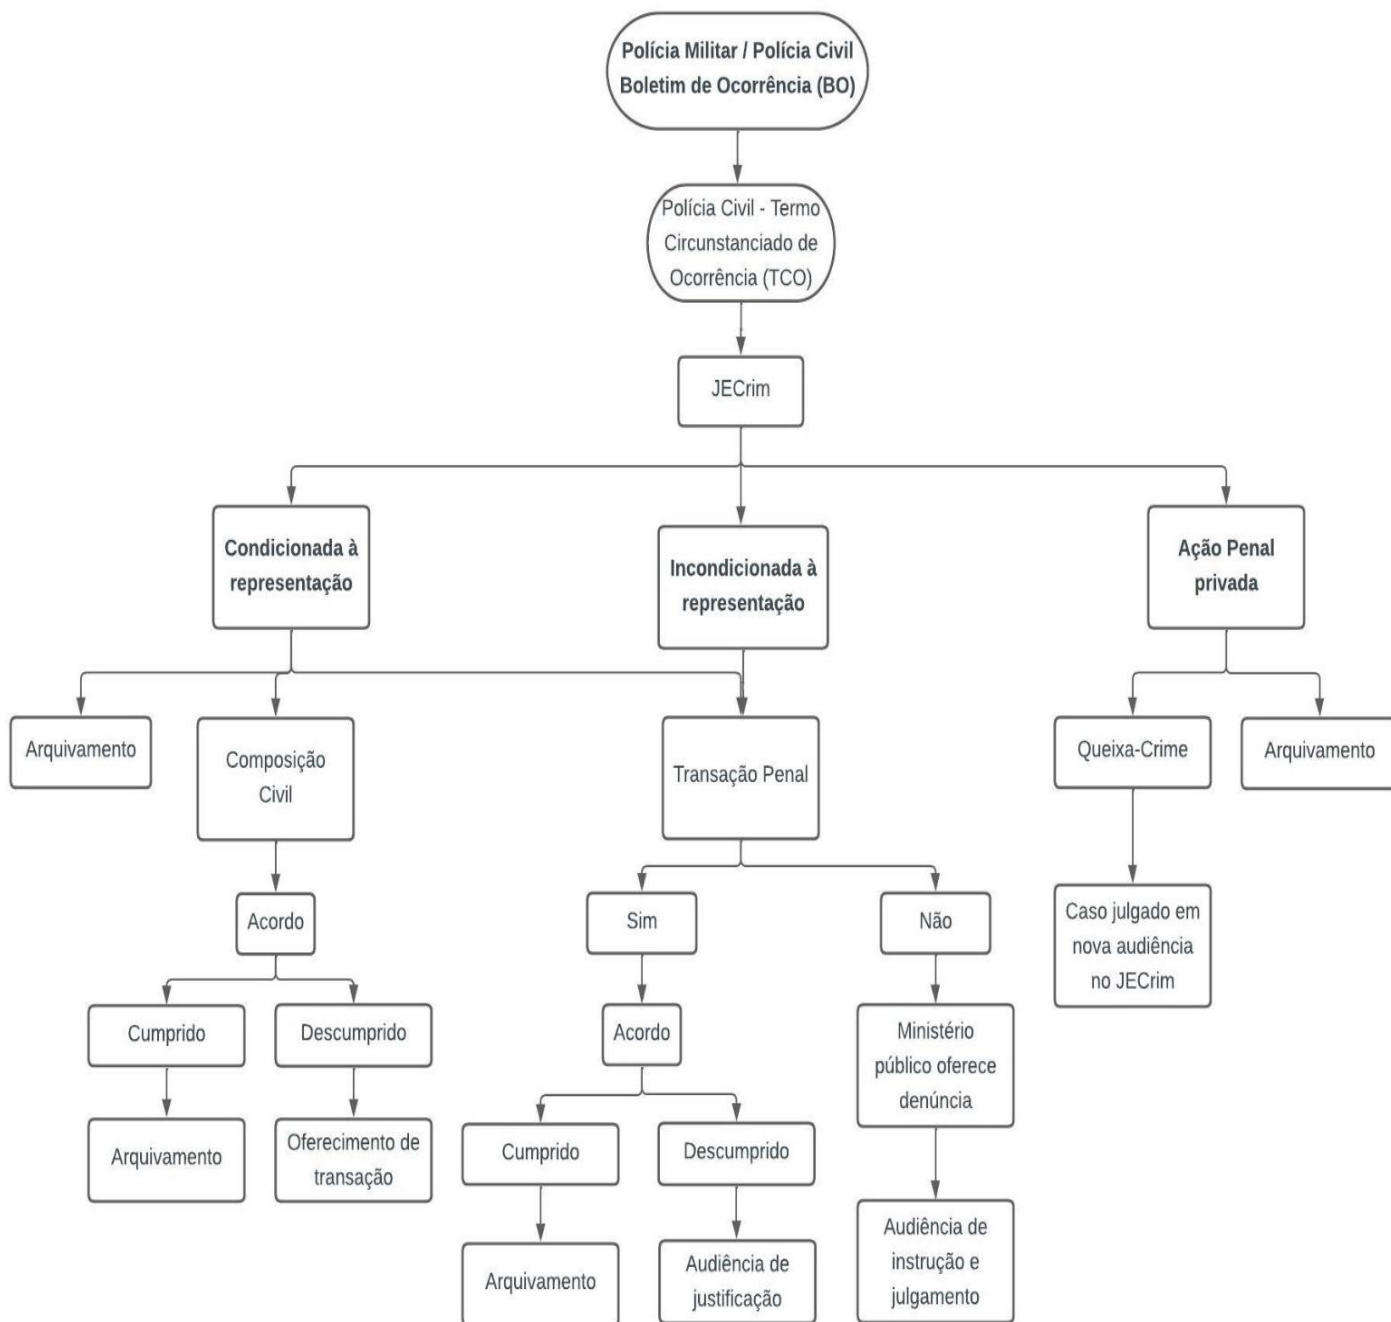 Polícia Militar / Polícia Civil
Boletim de Ocorrência (BO)
Polícia Civil - Termo
Circunstanciado de
Ocorrência (TCO)
JECrim
Condicionada à
representação
Incondicionada à
representação
Ação Penal
privada
Arquivamento
Composição
Civil
Transação Penal
Queixa-Crime
Arquivamento
Acordo
Sim
Não
Caso julgado em
nova audiência
no JECrim
Cumprido
Descumprido
Acordo
Ministério
público oferece
denúncia
Arquivamento
Oferecimento de
transação
Cumprido
Descumprido
Arquivamento
Audiência de
justificação
Audiência de
instrução e
julgamento